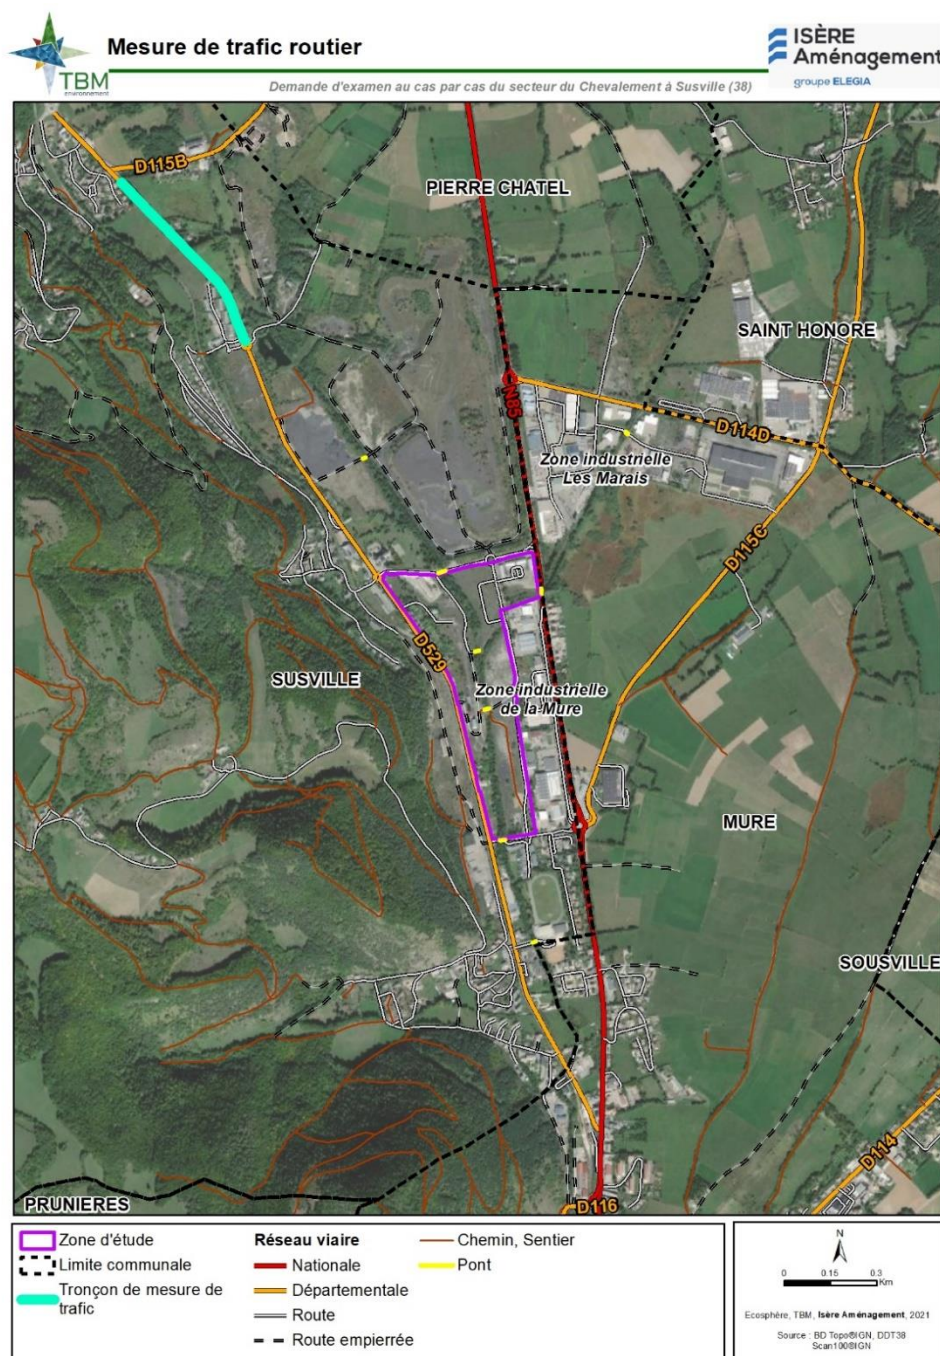 Mesure de trafic routier
TBM
environnement
ISÈRE
Aménagement
groupe ELEGIA
Demande d'examen au cas par cas du secteur du Chevalement à Susville (38)
D115B
PIERRE CHATEL
SAINT HONORE
N85
D114D
Zone industrielle
Les Marais
D115C
D529
SUSVILLE
Zone industrielle
de la Mure
MURE
SOUSVILLE
D114
PRUNIERES
D116
Zone d'étude
Limite communale
Tronçon de mesure de
trafic
Réseau viaire
Nationale
Départementale
Route
Route empierrée
Chemin, Sentier
Pont
N
0 0.15 0.3
Km
Ecosphère, TBM, Isère Aménagement, 2021
Source : BD Topo®IGN, DDT38
Scan100®IGN